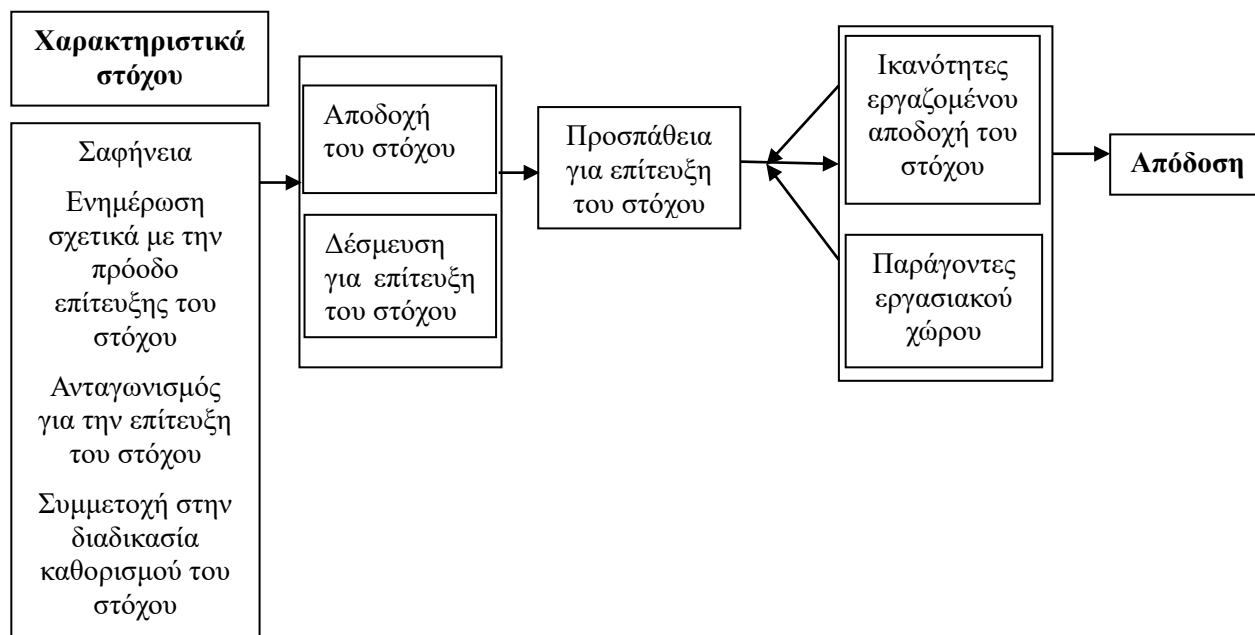 Χαρακτηριστικά
στόχου
Σαφήνεια
Ενημέρωση
σχετικά με την
πρόοδο
επίτευξης του
στόχου
Ανταγωνισμός
για την επίτευξη
του στόχου
Συμμετοχή στην
διαδικασία
καθορισμού του
στόχου
Αποδοχή
του στόχου
Δέσμευση
για επίτευξη
του στόχου
Προσπάθεια
για επίτευξη
του στόχου
Ικανότητες
εργαζομένου
αποδοχή του
στόχου
Παράγοντες
εργασιακού
χώρου
Απόδοση